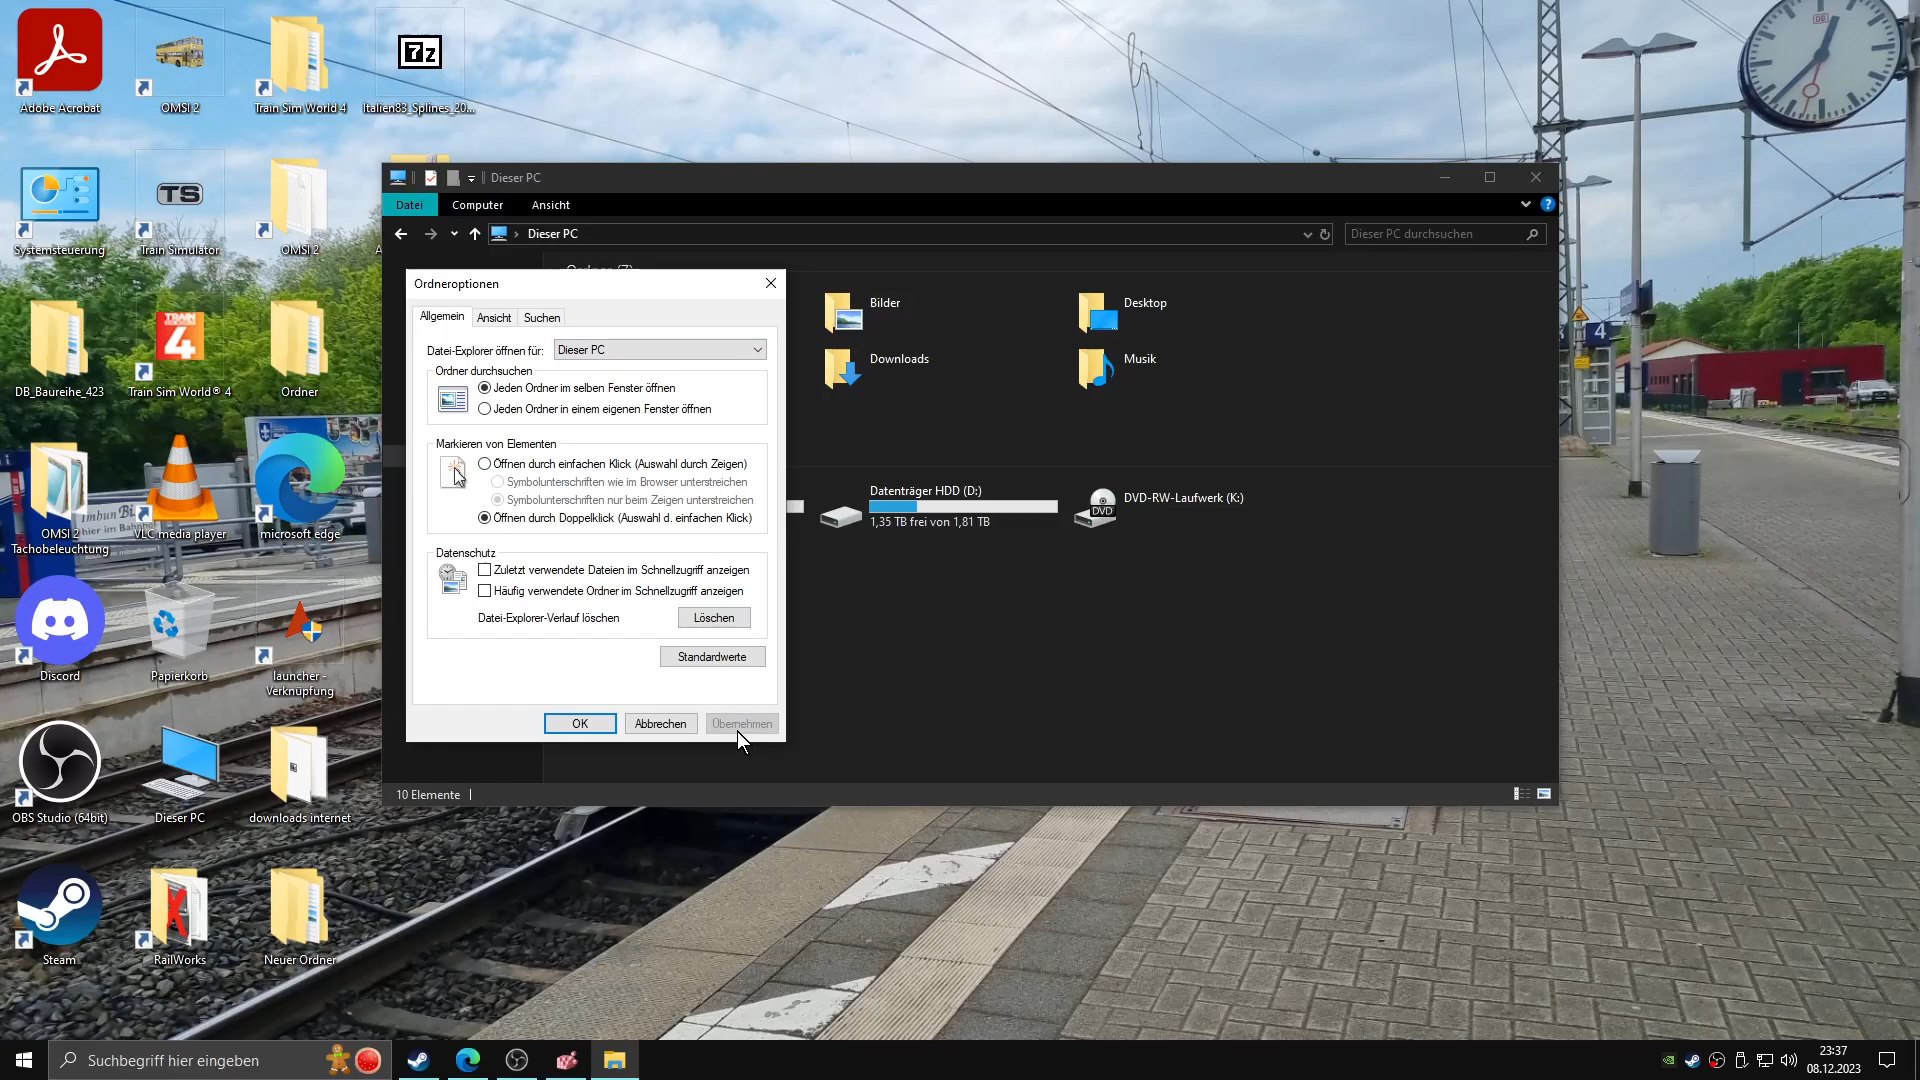 Adobe Acrobat
OMSI 2
Train Sim World 4
7z
Italien83_Splines_20...
Systemsteuerung
TS
Train Simulator
OMSI 2
DB_Baureihe_423
TRAIN
4
Train Sim World® 4
Ordner
OMSI 2
Tachobeleuchtung
VLC media player
microsoft edge
Discord
Papierkorb
launcher -
Verknüpfung
OBS Studio (64bit)
Dieser PC
downloads internet
Steam
RailWorks
Neuer Ordner
DB
4
Dieser PC
Datei
Computer
Ansicht
Dieser PC
Dieser PC durchsuchen
Ordner (7)
Bilder
Desktop
Downloads
Musik
Datenträger HDD (D:)
1,35 TB frei von 1,81 TB
DVD
DVD-RW-Laufwerk (K:)
10 Elemente
Ordneroptionen
Allgemein
Ansicht
Suchen
Datei-Explorer öffnen für:
Dieser PC
Ordner durchsuchen
Jeden Ordner im selben Fenster öffnen
Jeden Ordner in einem eigenen Fenster öffnen
Markieren von Elementen
Öffnen durch einfachen Klick (Auswahl durch Zeigen)
Symbolunterschriften wie im Browser unterstreichen
Symbolunterschriften nur beim Zeigen unterstreichen
Öffnen durch Doppelklick (Auswahl d. einfachen Klick)
Datenschutz
Zuletzt verwendete Dateien im Schnellzugriff anzeigen
Häufig verwendete Ordner im Schnellzugriff anzeigen
Datei-Explorer-Verlauf löschen
Löschen
Standardwerte
OK
Abbrechen
Übernehmen
Suchbegriff hier eingeben
23:37
08.12.2023